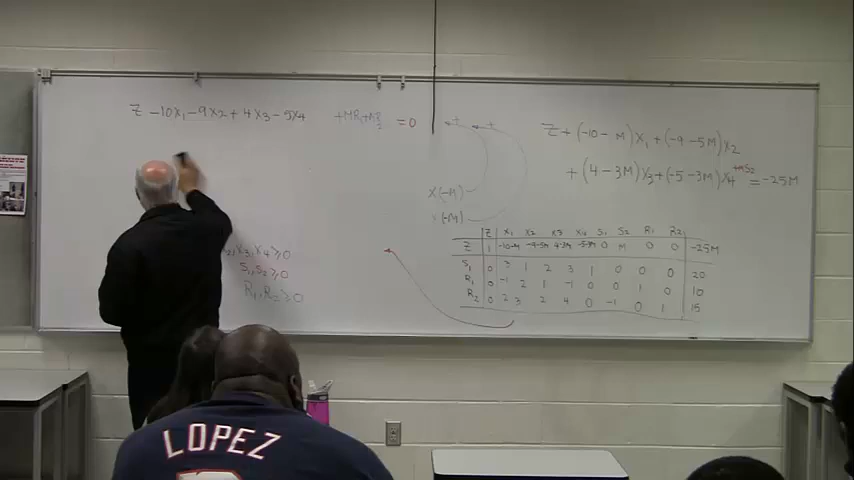 Z - 10x1 - 9x2 + 4x3 - 5x4 + MR1 + MR2 = 0
x2, x3, x4 ≥ 0
S1, S2 ≥ 0
R1, R2 ≥ 0
x(-M)
x(-M)
Z + (-10 - M) x1 + (-9 - 5M) x2
+ (4 - 3M) x3 + (-5 - 3M) x4 + MS2 = -25M
Z x1 x2 x3 x4 S1 S2 R1 R2
Z 1 -10-M -9-5M 4-3M -5-3M 0 M 0 0 -25M
S1 0 3 1 2 3 1 0 0 0 20
R1 0 -1 2 1 -1 0 0 1 0 10
R2 0 2 3 2 4 0 -1 0 1 15
LOPEZ